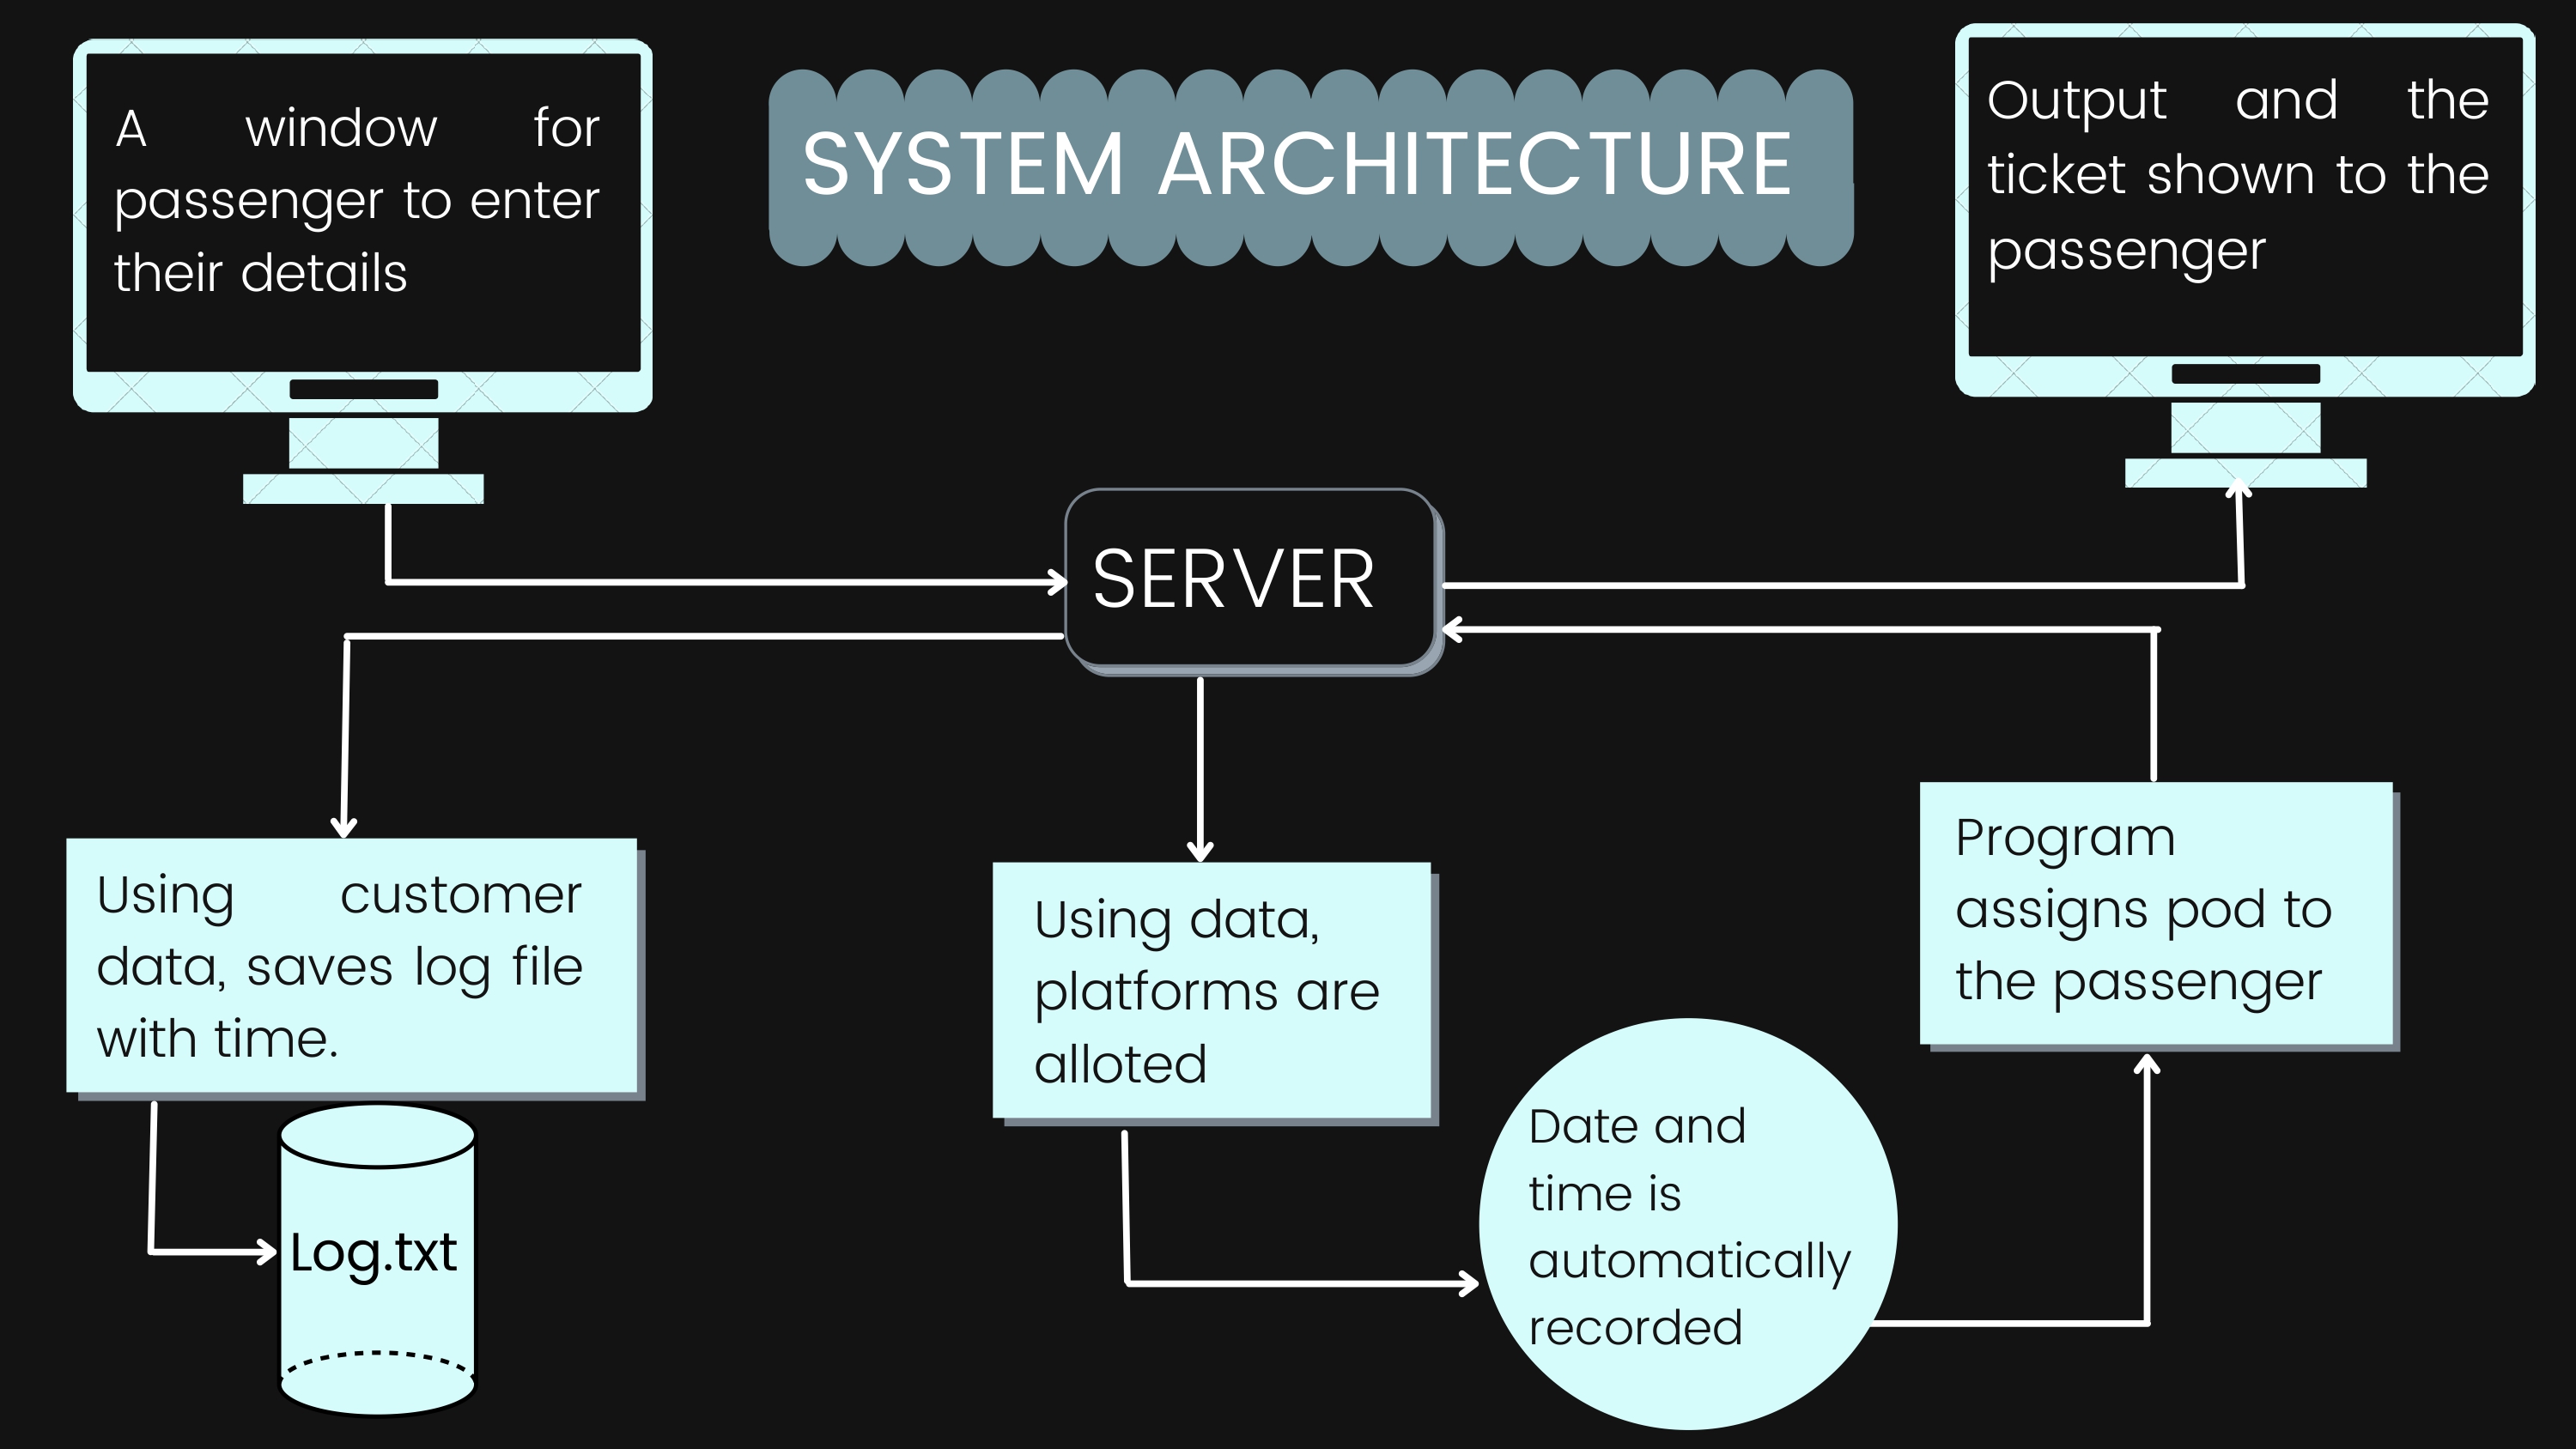 A window for
passenger to enter
their details
SYSTEM ARCHITECTURE
Output and the
ticket shown to the
passenger
SERVER
Using customer
data, saves log file
with time.
Log.txt
Using data,
platforms are
alloted
Date and
time is
automatically
recorded
Program
assigns pod to
the passenger